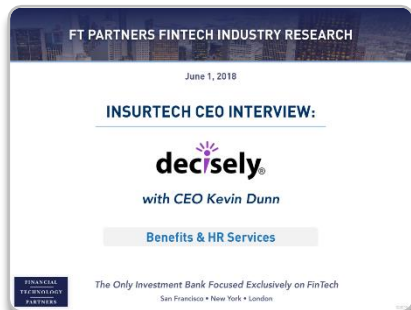 FT PARTNERS FINTECH INDUSTRY RESEARCH
June 1, 2018
INSURTECH CEO INTERVIEW:
decisely®
with CEO Kevin Dunn
Benefits & HR Services
FINANCIAL
TECHNOLOGY
PARTNERS
The Only Investment Bank Focused Exclusively on FinTech
San Francisco • New York • London